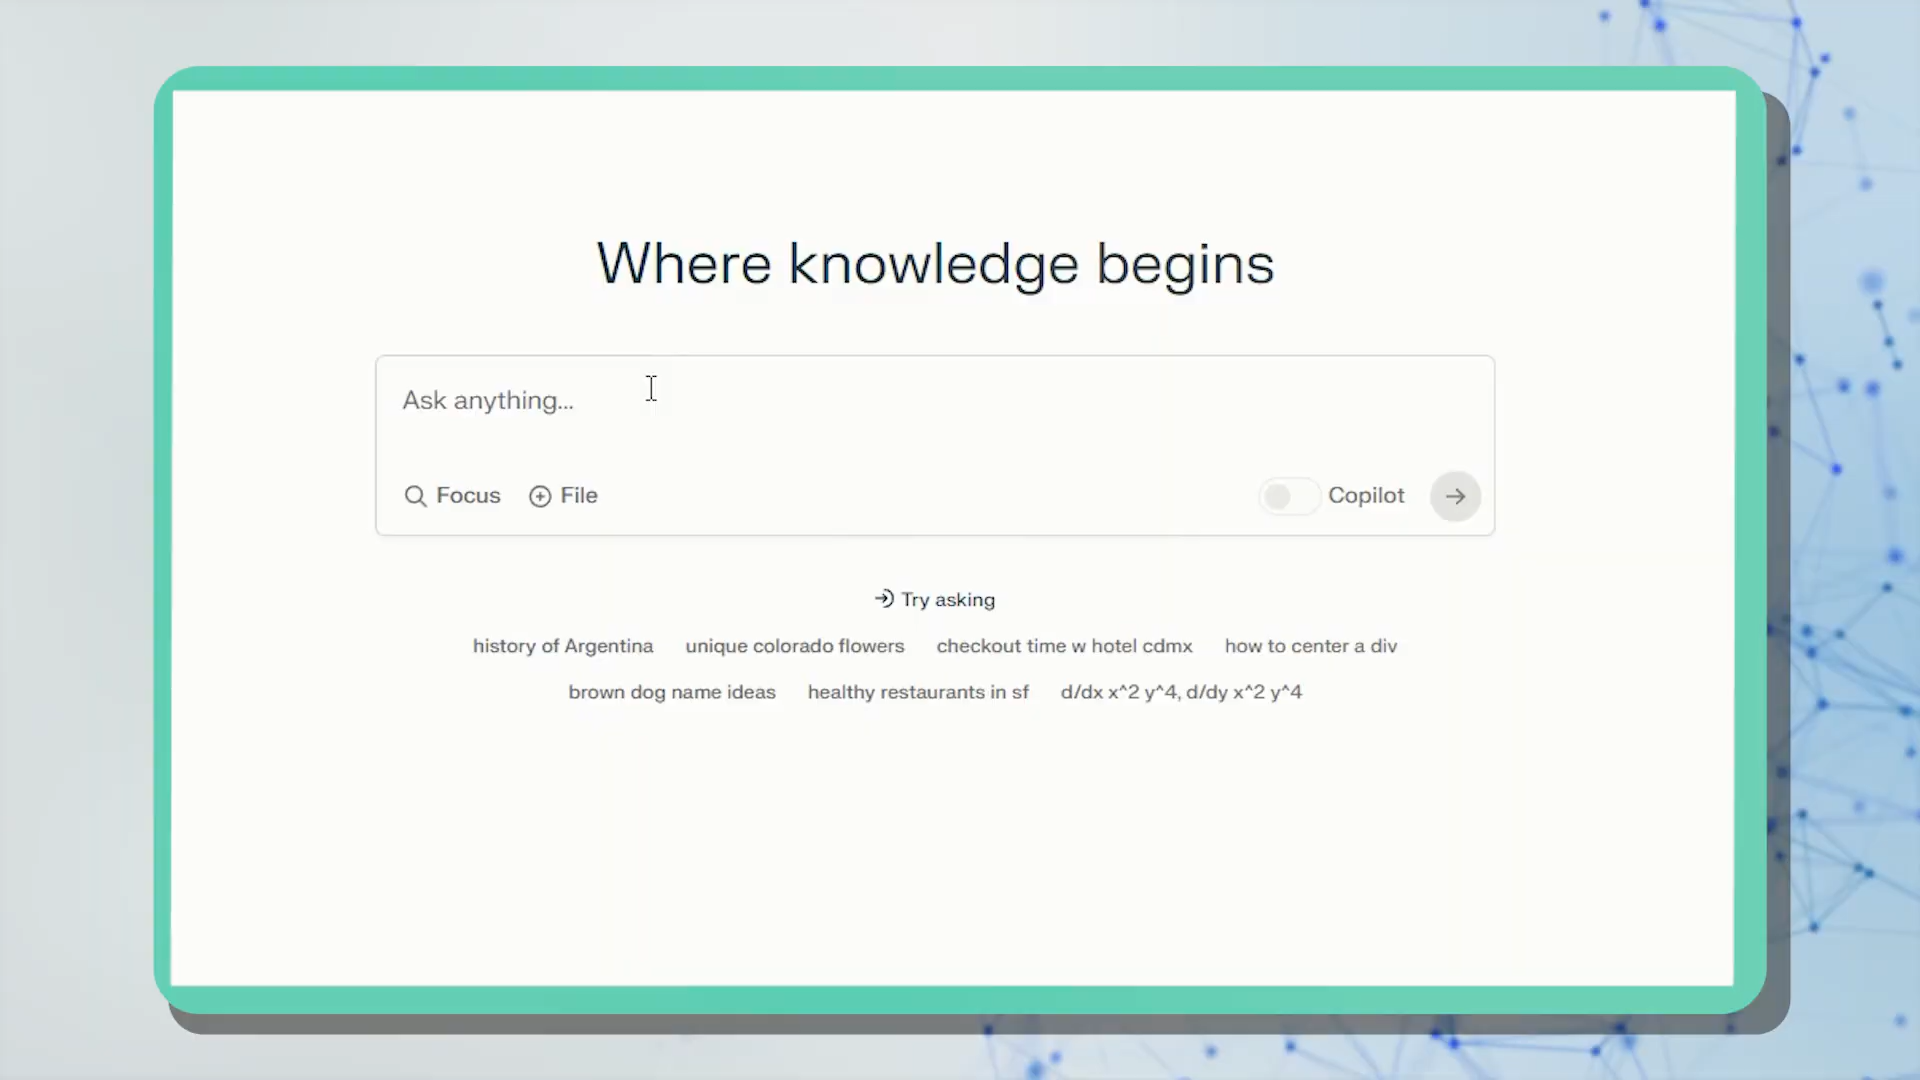 Where knowledge begins
Ask anything...
Focus File Copilot
Try asking
history of Argentina unique colorado flowers checkout time w hotel cdmx how to center a div
brown dog name ideas healthy restaurants in sf d/dx x^2 y^4, d/dy x^2 y^4